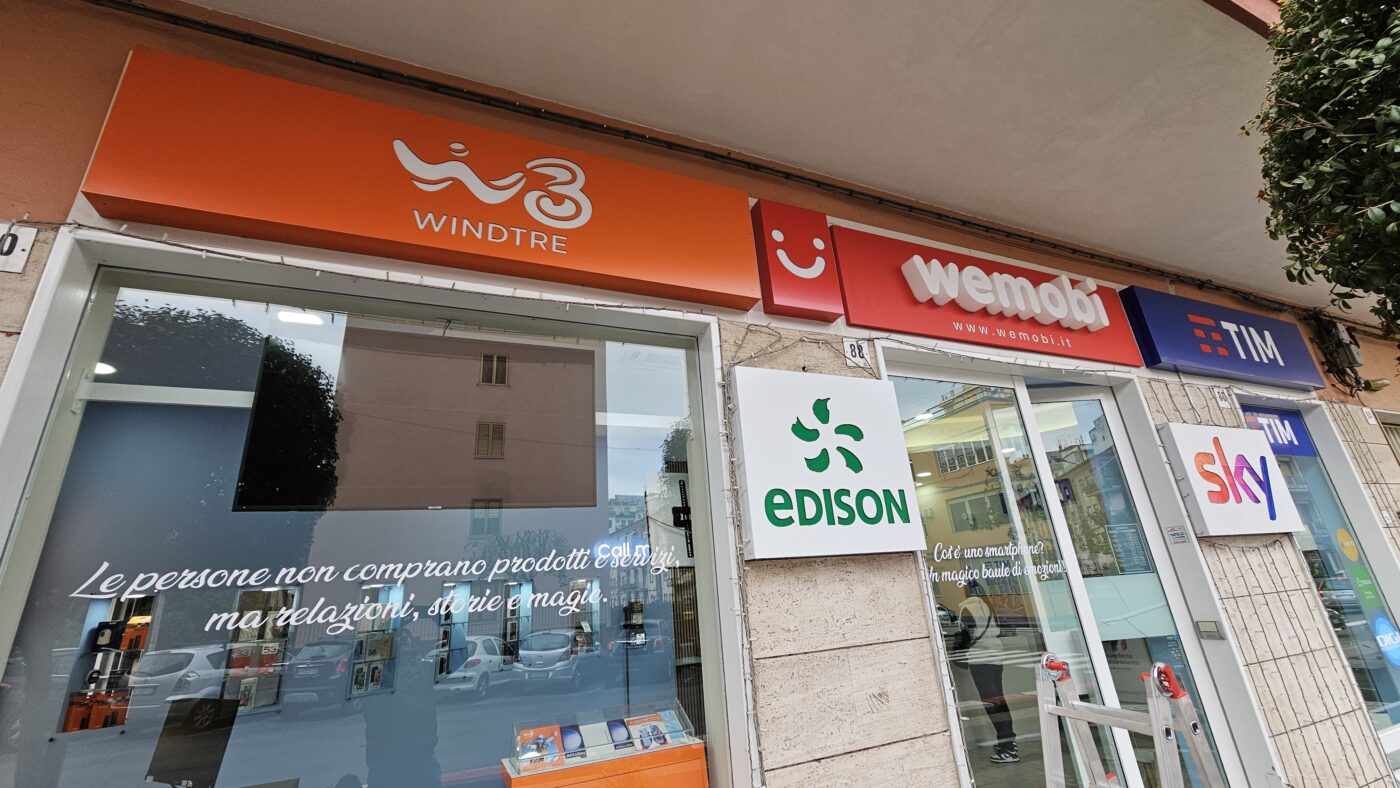 WINDTRE
wemobi
www.wemobi.it
TIM
88
86
EDISON
sky
TIM
Le persone non comprano prodotti e servizi,
ma relazioni, storie e magie.
Cos'è uno smartphone?
Un magico baule di emozioni.